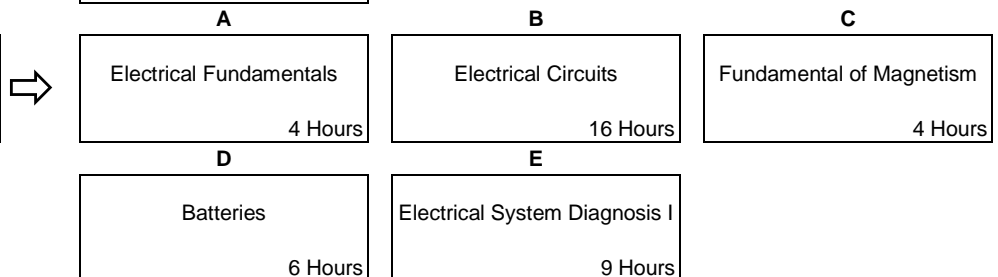 A B C
Electrical Fundamentals Electrical Circuits Fundamental of Magnetism
4 Hours 16 Hours 4 Hours
D E
Batteries Electrical System Diagnosis I
6 Hours 9 Hours